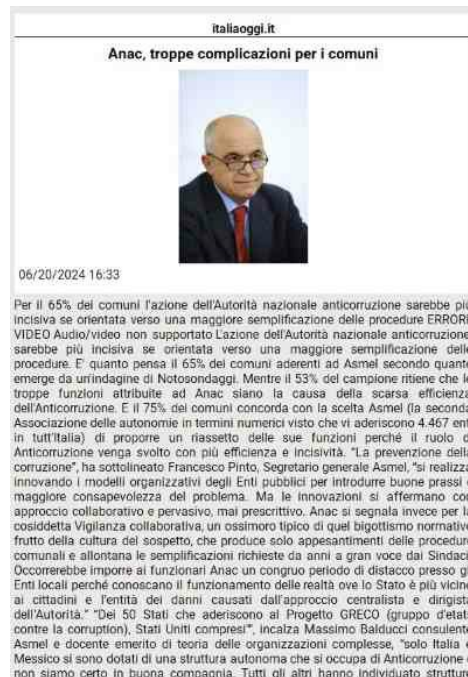 italiaoggi.it
Anac, troppe complicazioni per i comuni
06/20/2024 16:33
Per il 65% dei comuni l'azione dell'Autorità nazionale anticorruzione sarebbe più
incisiva se orientata verso una maggiore semplificazione delle procedure ERRORE
VIDEO Audio/video non supportato L'azione dell'Autorità nazionale anticorruzione
sarebbe più incisiva se orientata verso una maggiore semplificazione delle
procedure. E' quanto pensa il 65% dei comuni aderenti ad Asmel secondo quanto
emerge da un'indagine di Notosondaggi. Mentre il 53% del campione ritiene che le
troppe funzioni attribuite ad Anac siano la causa della scarsa efficienza
dell'Anticorruzione. E il 75% dei comuni concorda con la scelta Asmel (la seconda
Associazione delle autonomie in termini numerici visto che vi aderiscono 4.467 enti
in tutt'Italia) di proporre un riassetto delle sue funzioni perché il ruolo di
Anticorruzione venga svolto con più efficienza e incisività. "La prevenzione della
corruzione", ha sottolineato Francesco Pinto, Segretario generale Asmel, "si realizza
innovando i modelli organizzativi degli Enti pubblici per introdurre buone prassi e
maggiore consapevolezza del problema. Ma le innovazioni si affermano con
approccio collaborativo e pervasivo, mai prescrittivo. Anac si segnala invece per la
cosiddetta Vigilanza collaborativa, un ossimoro tipico di quel bigottismo normativo
frutto della cultura del sospetto, che produce solo appesantimenti delle procedure
comunali e allontana le semplificazioni richieste da anni a gran voce dai Sindaci.
Occorrerebbe imporre ai funzionari Anac un congruo periodo di distacco presso gli
Enti locali perché conoscano il funzionamento delle realtà ove lo Stato è più vicino
ai cittadini e l'entità dei danni causati dall'approccio centralista e dirigista
dell'Autorità." "Dei 50 Stati che aderiscono al Progetto GRECO (gruppo d'etats
contre la corruption), Stati Uniti compresi", incalza Massimo Balducci consulente
Asmel e docente emerito di teoria delle organizzazioni complesse, "solo Italia e
Messico si sono dotati di una struttura autonoma che si occupa di Anticorruzione e
non siamo certo in buona compagnia. Tutti gli altri hanno individuato strutture